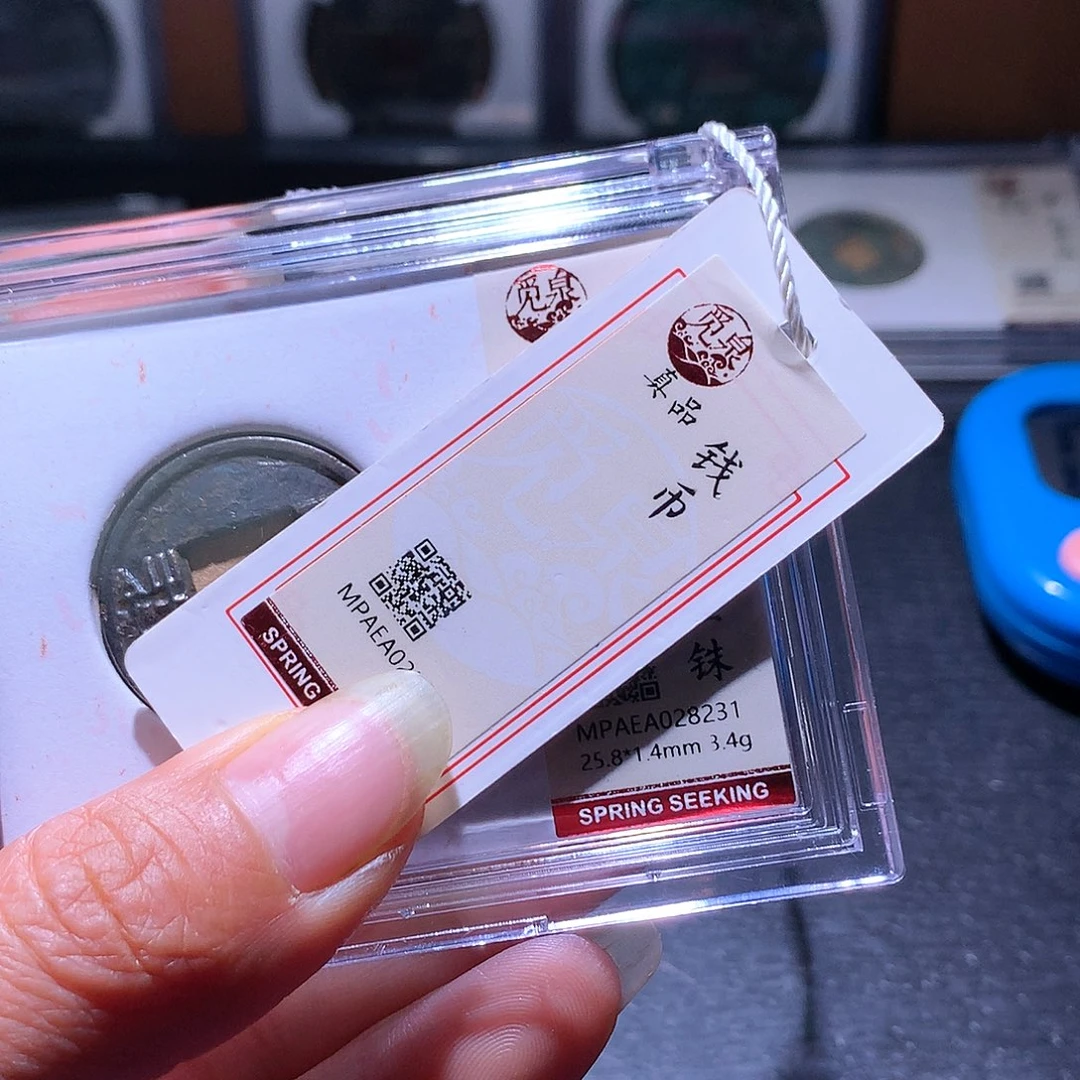 觅泉
觅泉
真品
钱币
MPAEA02
SPRING
铢
MPAEA028231
25.8*1.4mm 3.4g
SPRING SEEKING